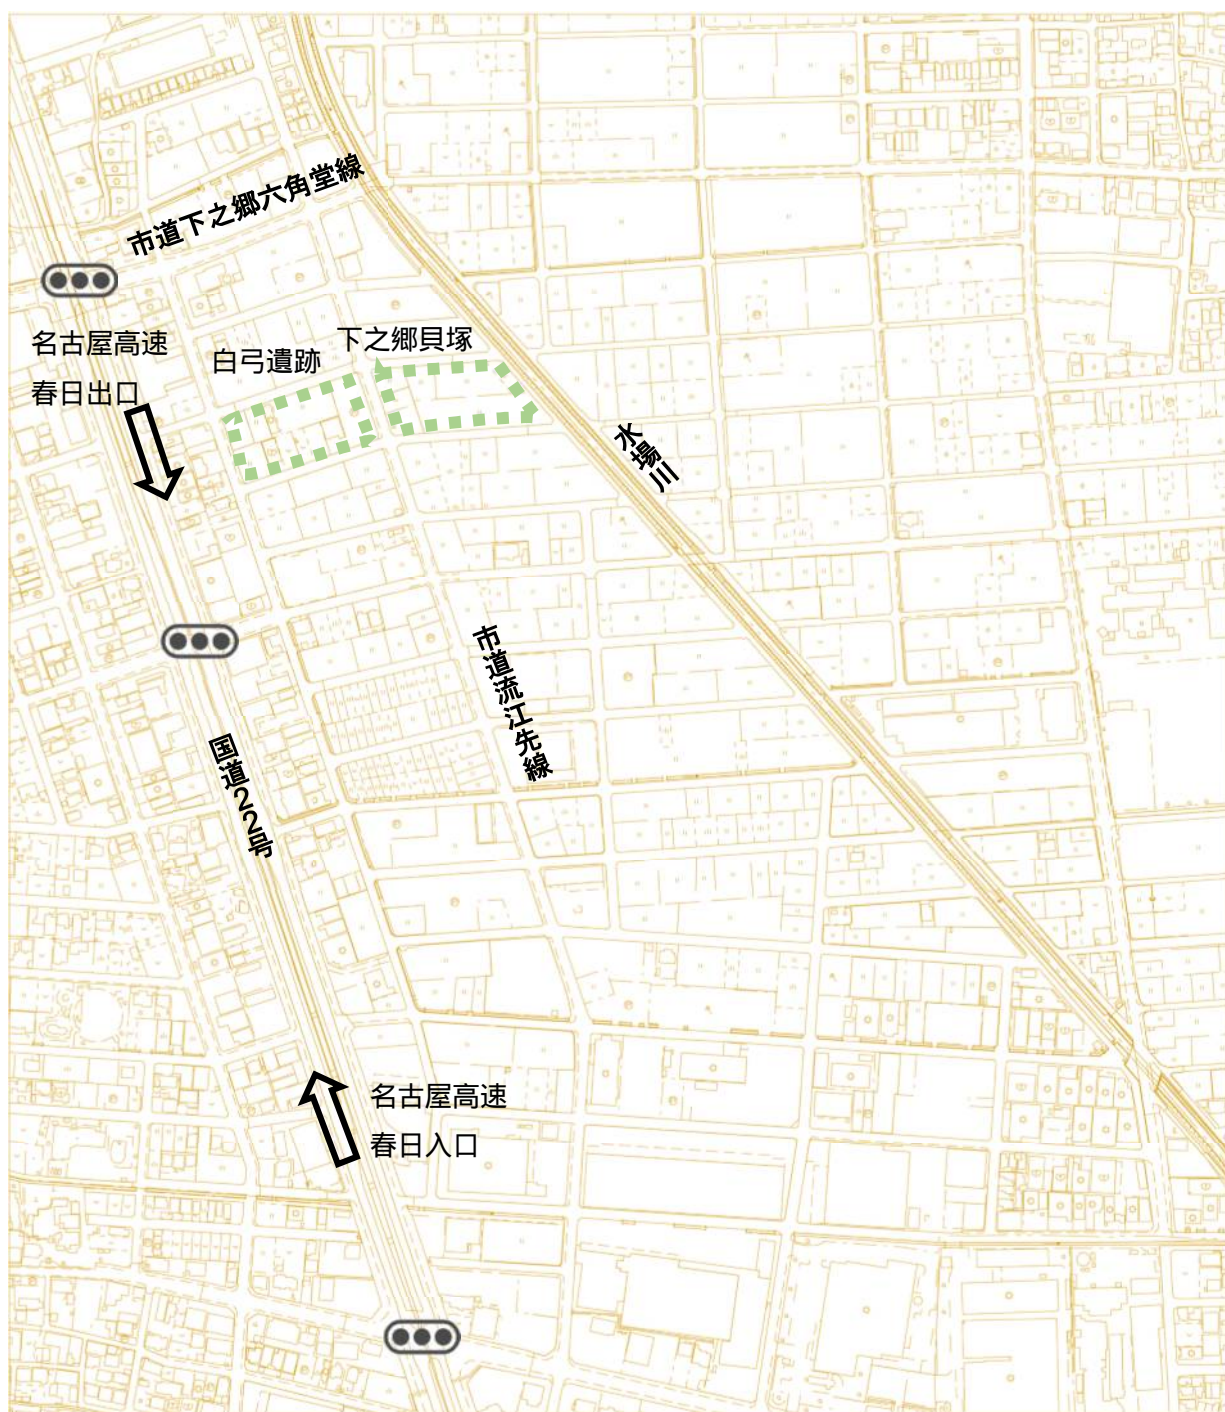 市道下之郷六角堂線
名古屋高速
春日出口
白弓遺跡
下之郷貝塚
水場川
市道流江先線
国道22号
名古屋高速
春日入口